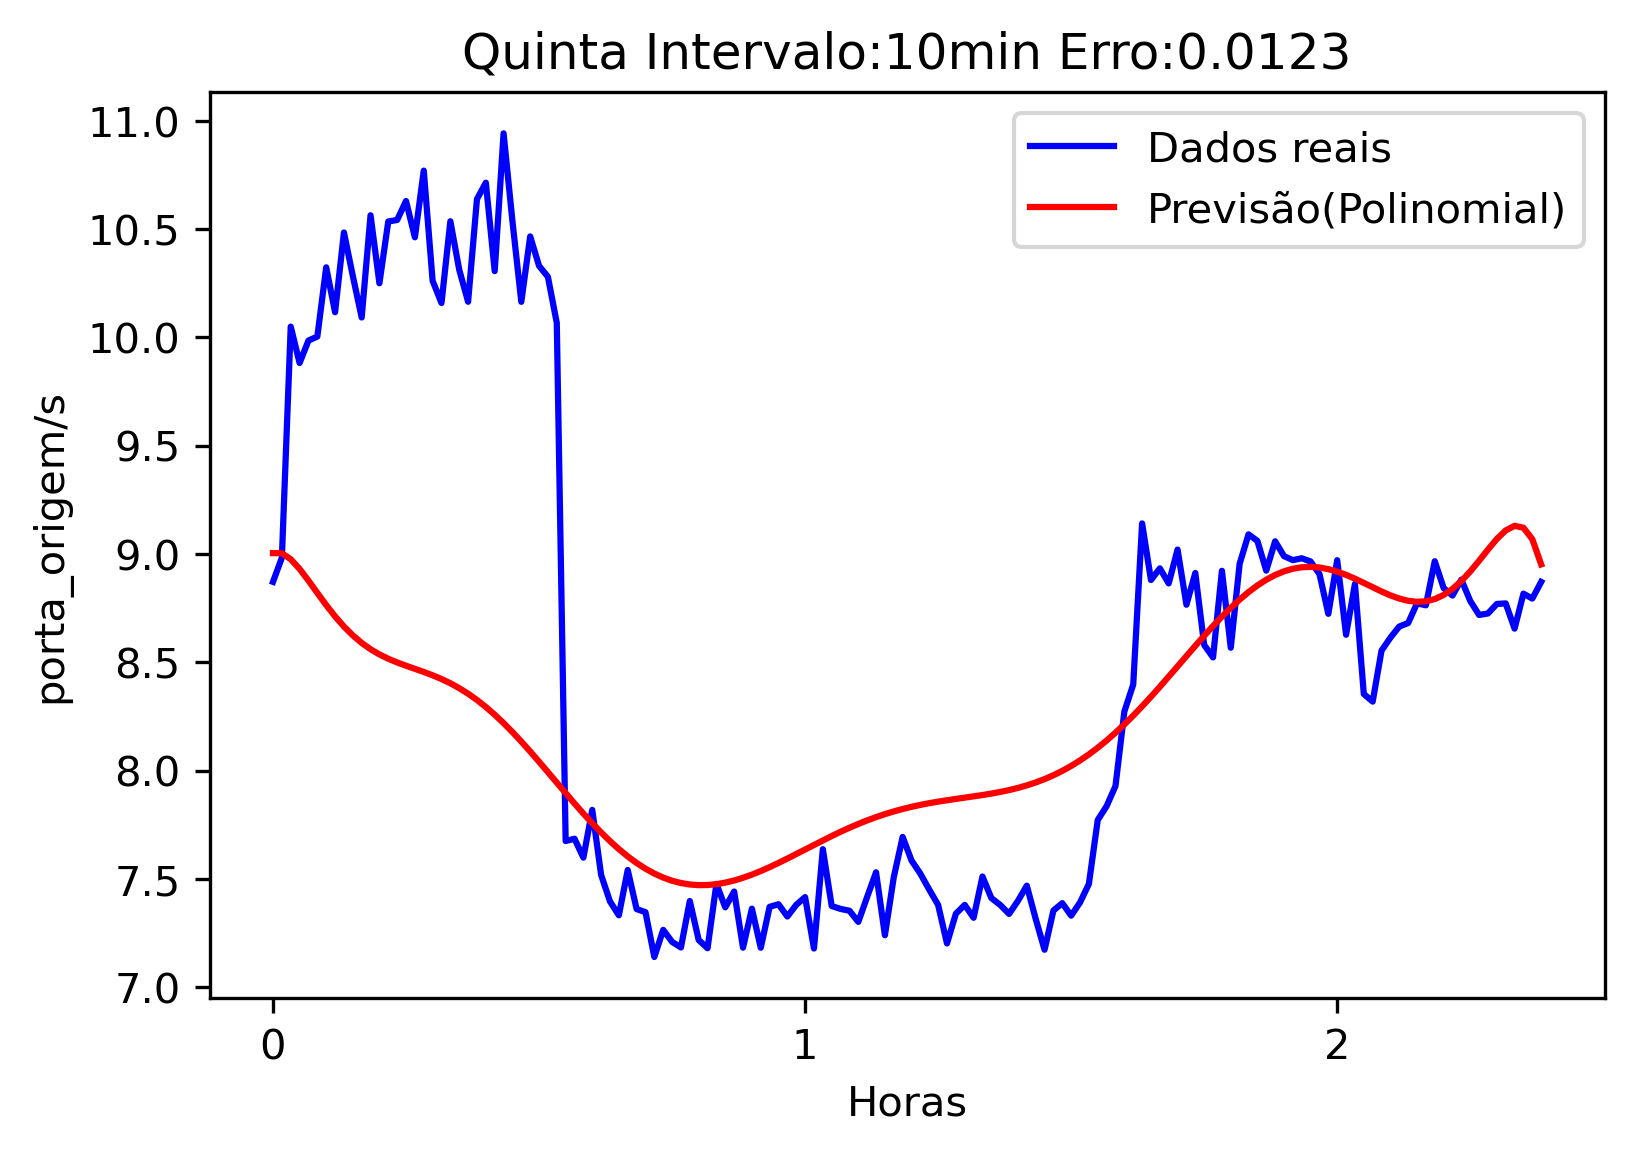 Quinta Intervalo:10min Erro:0.0123
Dados reais
Previsão(Polinomial)
11.0
10.5
10.0
9.5
9.0
8.5
8.0
7.5
7.0
porta_origem/s
0 1 2
Horas